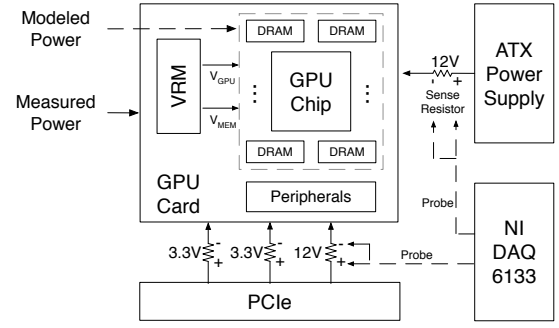 Modeled
Power
Measured
Power
VRM
V_GPU
V_MEM
DRAM
DRAM
GPU
Chip
DRAM
DRAM
GPU
Card
Peripherals
12V
- +
Sense
Resistor
ATX
Power
Supply
Probe
NI
DAQ
6133
3.3V
-
+
3.3V
-
+
12V
-
+
Probe
PCIe